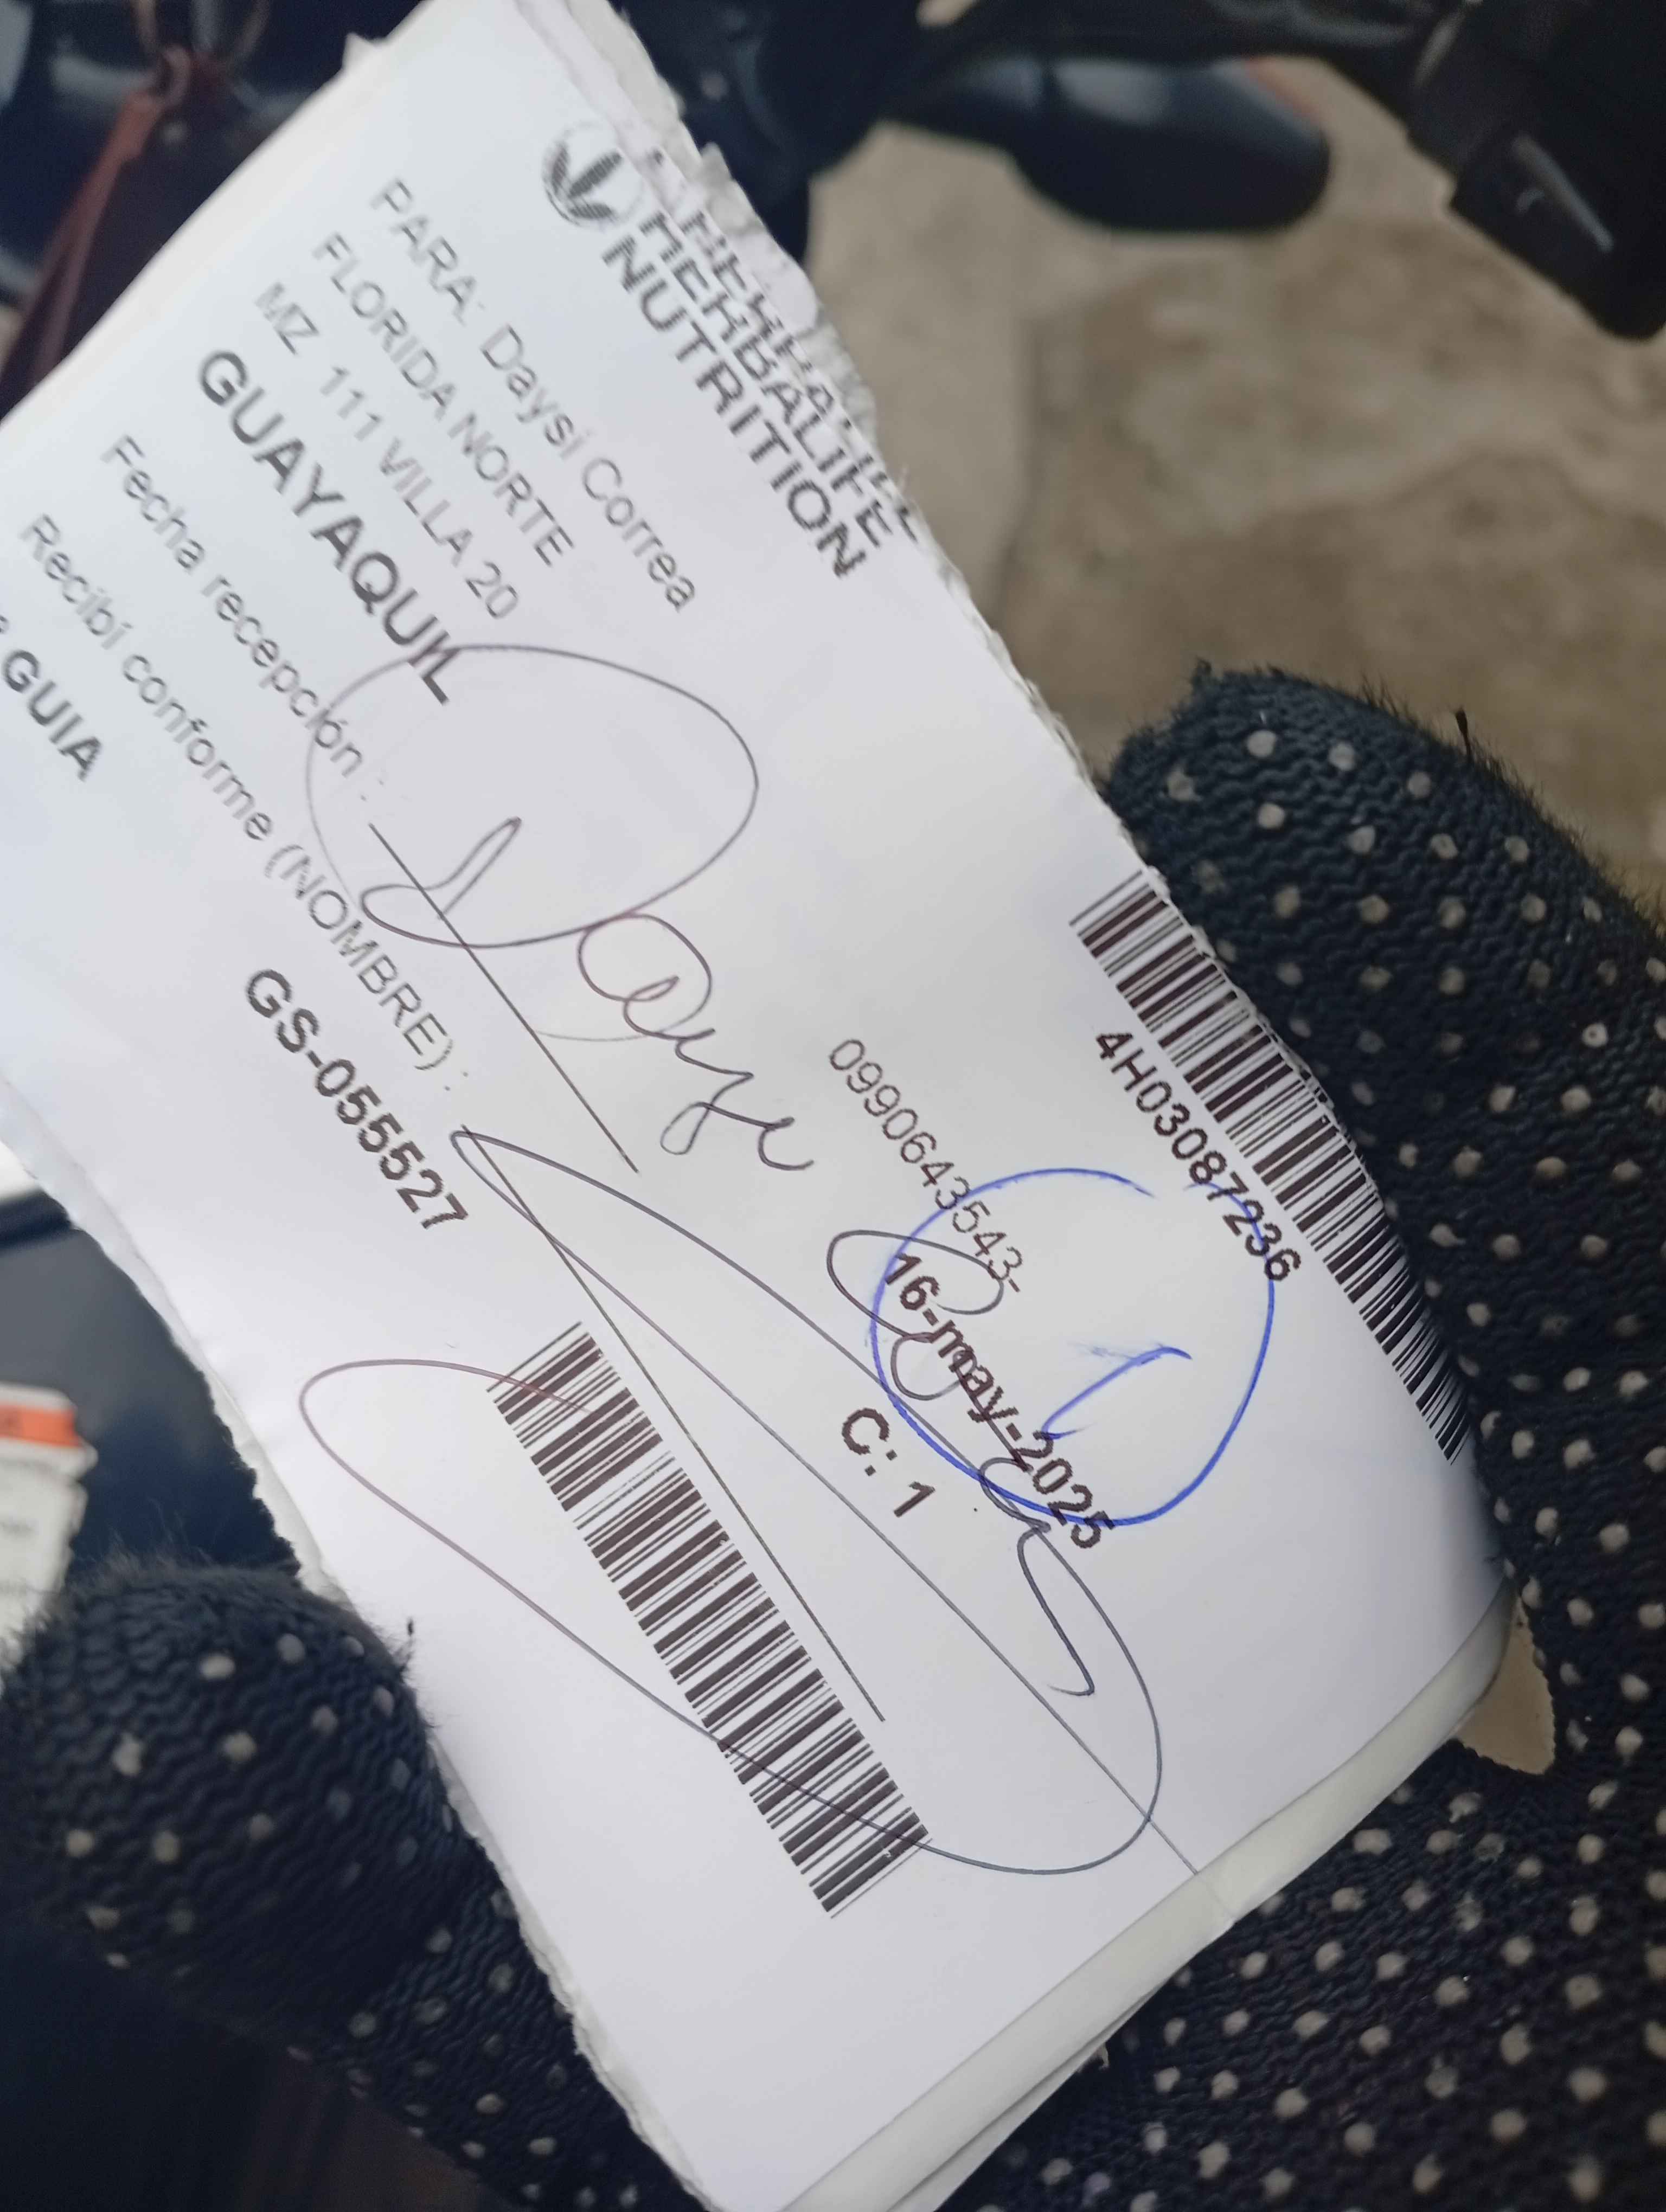 HERBALIFE
NUTRITION
4H03087236
PARA: Daysi Correa
FLORIDA NORTE
MZ 111 VILLA 20
0990643543-
GUAYAQUIL
16-may-2025
1
Fecha recepción :
C: 1
Recibí conforme (NOMBRE) :
GUIA
GS-055527